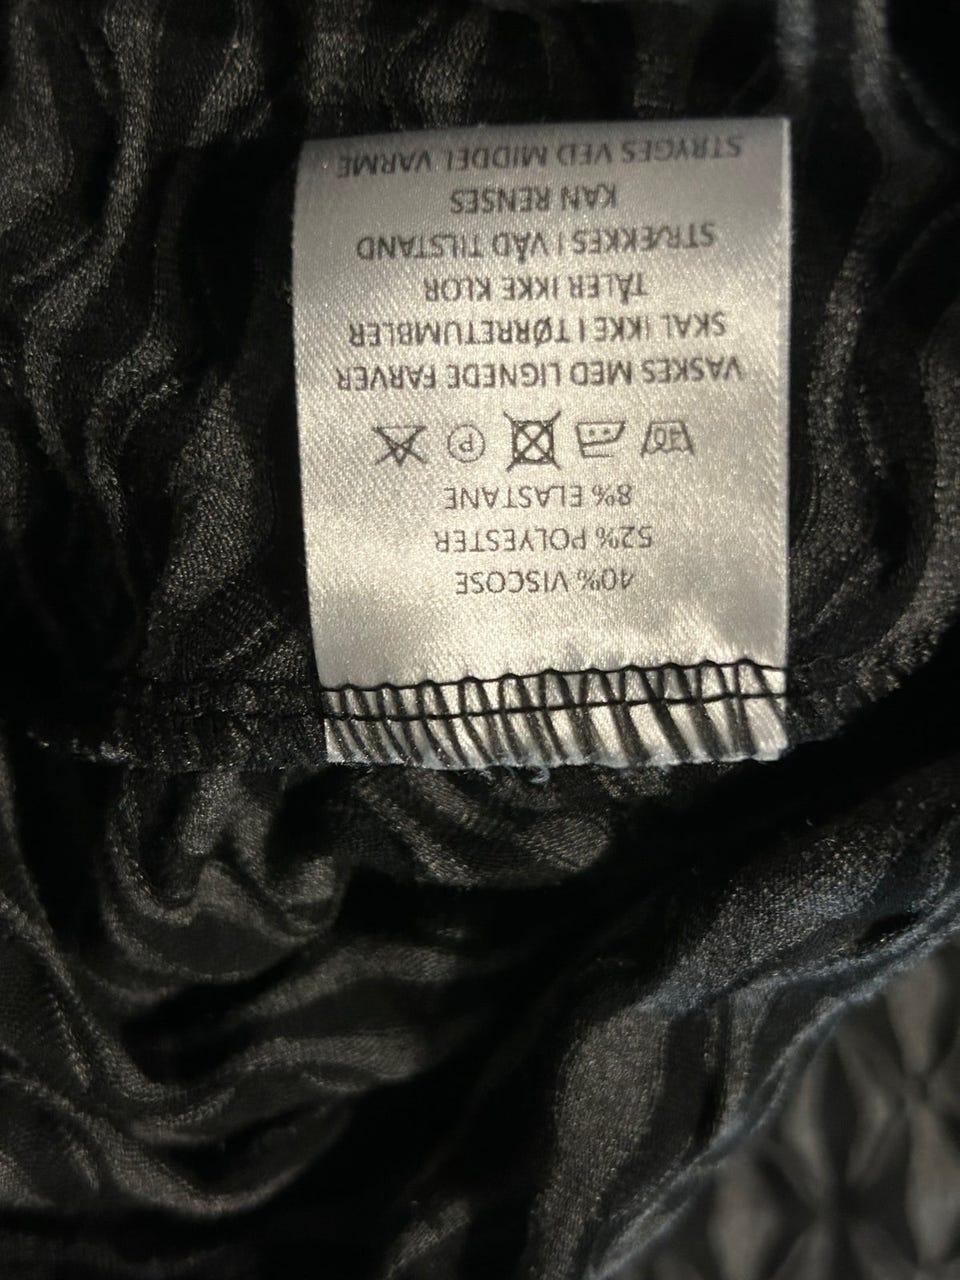 40% VISCOSE
52% POLYESTER
8% ELASTANE
P
VASKES MED LIGNEDE FARVER
SKAL IKKE I TØRRETUMBLER
TÅLER IKKE KLOR
STRÆKKES I VÅD TILSTAND
KAN RENSES
STRYGES VED MIDDEL VARME